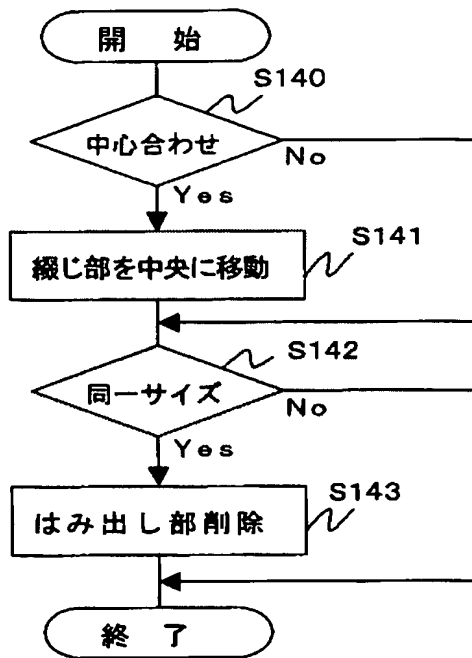 開 始
S140
中心合わせ
No
Yes
S141
綴じ部を中央に移動
S142
同一サイズ
No
Yes
S143
はみ出し部削除
終 了